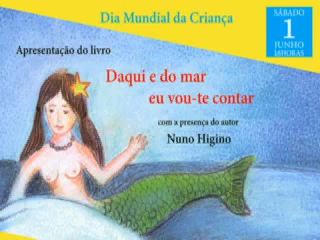 Dia Mundial da Criança
SÁBADO
1
JUNHO
16HORAS
Apresentação do livro
Daqui e do mar
eu vou-te contar
com a presença do autor
Nuno Higino